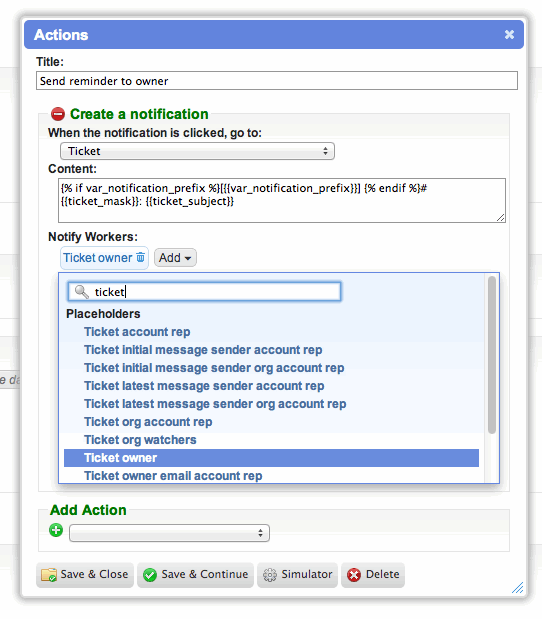 Actions
Title:
Send reminder to owner
Create a notification
When the notification is clicked, go to:
Ticket
Content:
{% if var_notification_prefix %}[{{var_notification_prefix}}] {% endif %}#
{{ticket_mask}}: {{ticket_subject}}
Notify Workers:
Ticket owner Add
ticket
Placeholders
Ticket account rep
Ticket initial message sender account rep
Ticket initial message sender org account rep
Ticket latest message sender account rep
Ticket latest message sender org account rep
Ticket org account rep
Ticket org watchers
Ticket owner
Ticket owner email account rep
Add Action
Save & Close Save & Continue Simulator Delete